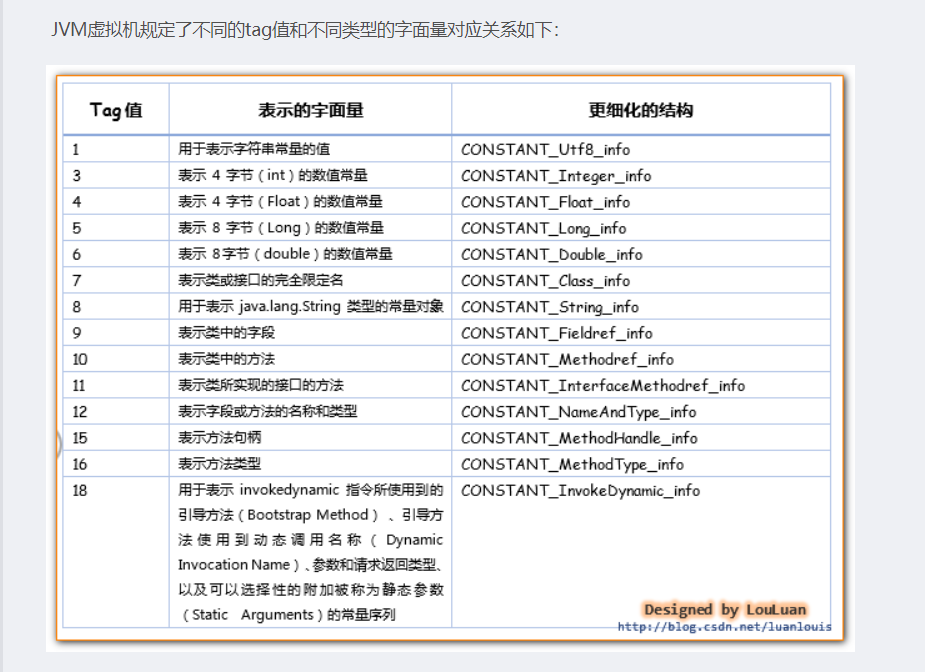 JVM虚拟机规定了不同的tag值和不同类型的字面量对应关系如下：
Tag值 表示的字面量 更细化的结构
1 用于表示字符串常量的值 CONSTANT_Utf8_info
3 表示 4 字节（int）的数值常量 CONSTANT_Integer_info
4 表示 4 字节（Float）的数值常量 CONSTANT_Float_info
5 表示 8 字节（Long）的数值常量 CONSTANT_Long_info
6 表示 8字节（double）的数值常量 CONSTANT_Double_info
7 表示类或接口的完全限定名 CONSTANT_Class_info
8 用于表示 java.lang.String 类型的常量对象 CONSTANT_String_info
9 表示类中的字段 CONSTANT_Fieldref_info
10 表示类中的方法 CONSTANT_Methodref_info
11 表示类所实现的接口的方法 CONSTANT_InterfaceMethodref_info
12 表示字段或方法的名称和类型 CONSTANT_NameAndType_info
15 表示方法句柄 CONSTANT_MethodHandle_info
16 表示方法类型 CONSTANT_MethodType_info
18 用于表示 invokedynamic 指令所使用到的 CONSTANT_InvokeDynamic_info
引导方法（Bootstrap Method）、引导方
法使用到动态调用名称（Dynamic
Invocation Name）、参数和请求返回类型、
以及可以选择性的附加被称为静态参数
（Static Arguments）的常量序列
Designed by LouLuan
http://blog.csdn.net/luanlouis